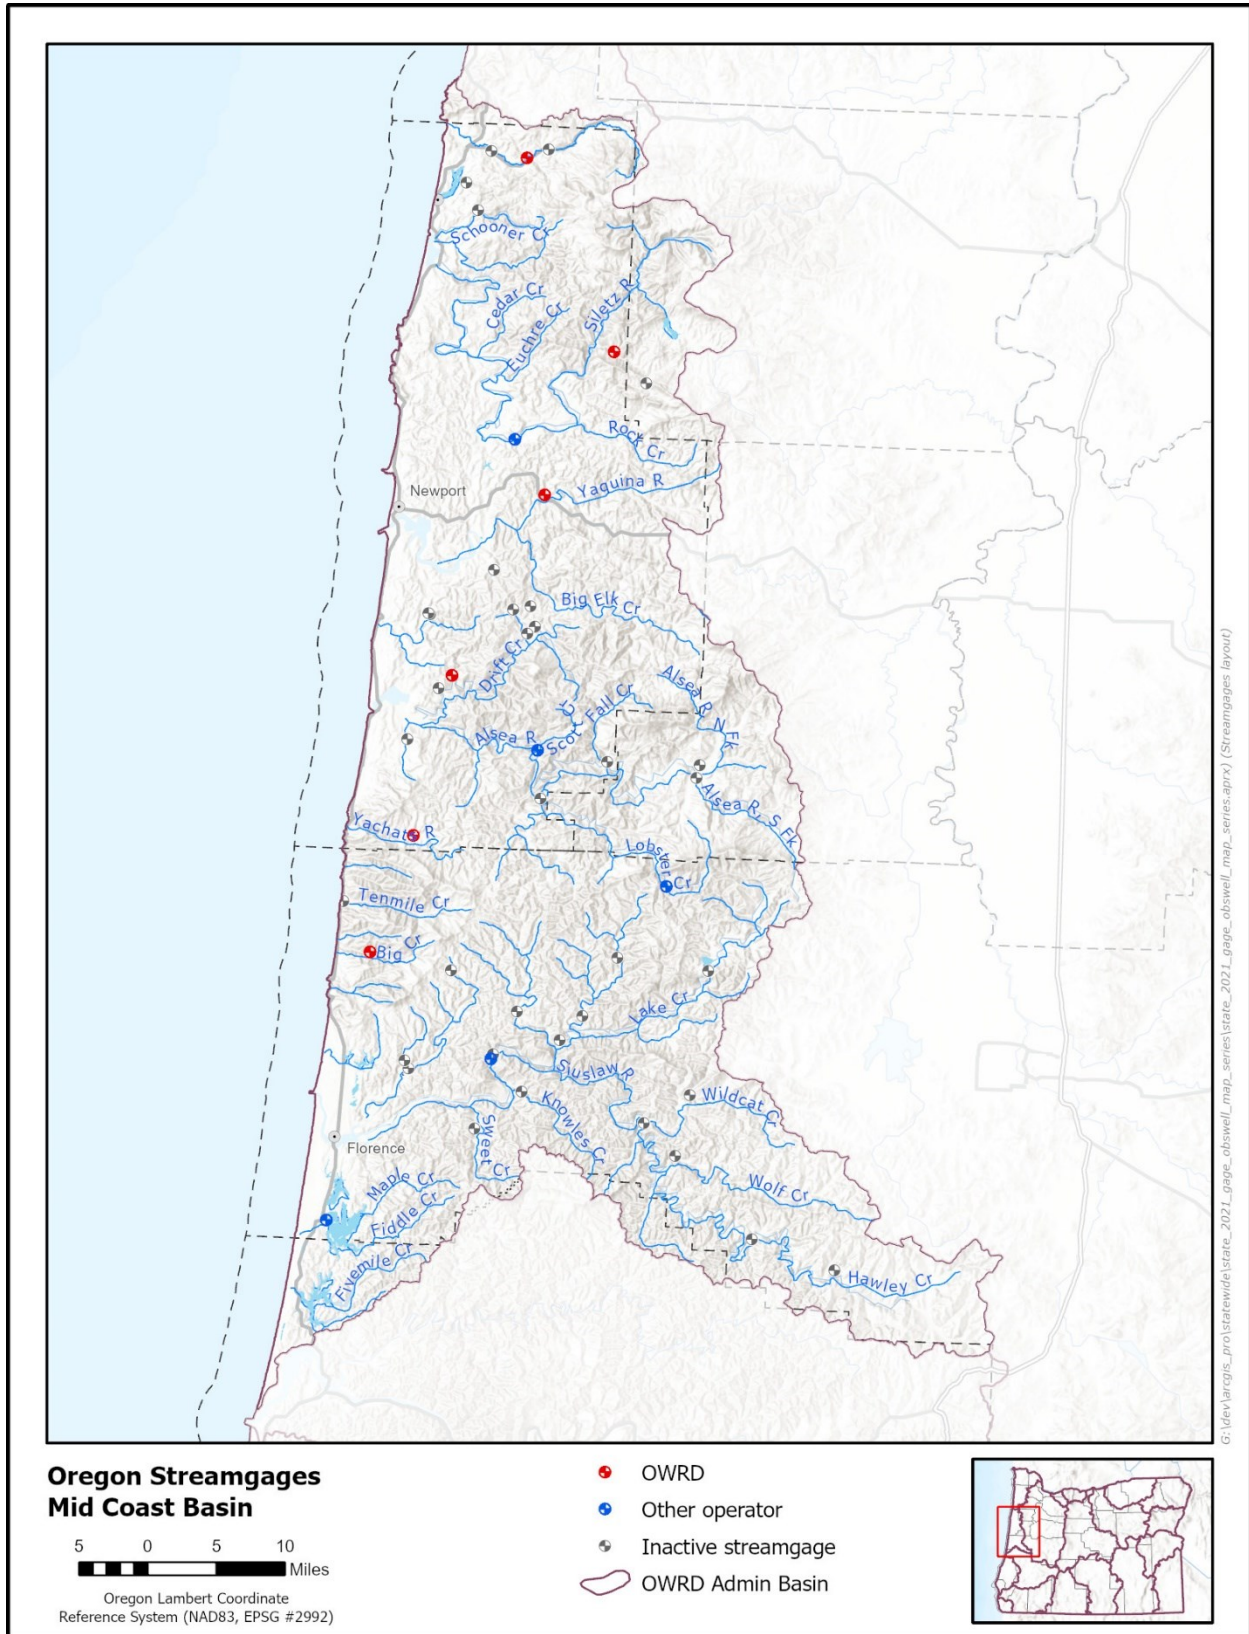 Schooner Cr
Cedar Cr
Euchre Cr
Siletz R
Rock Cr
Yaquina R
Newport
Big Elk Cr
Drift Cr
Alsea R, N Fk
Fall Cr
Scott Cr
Alsea R
Alsea R, S Fk
Yachats R
Lobster Cr
Tenmile Cr
Big Cr
Lake Cr
Siuslaw R
Wildcat Cr
Knowles Cr
Sweet Cr
Florence
Maple Cr
Wolf Cr
Fiddle Cr
Fivemile Cr
Hawley Cr
G:\dev\arcgis_pro\statewide\state_2021_gage_obswell_map_series\state_2021_gage_obswell_map_series.aprx) (Streamgages layout)
Oregon Streamgages
Mid Coast Basin
5 0 5 10
Miles
Oregon Lambert Coordinate
Reference System (NAD83, EPSG #2992)
OWRD
Other operator
Inactive streamgage
OWRD Admin Basin